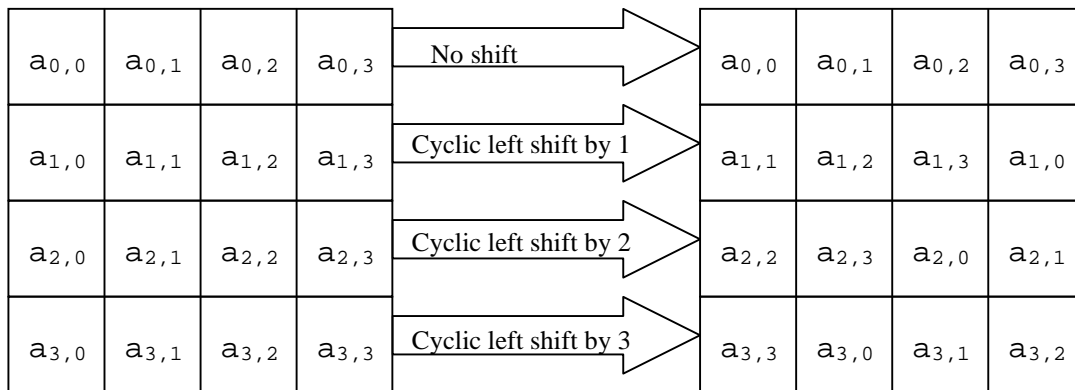 a0,0 a0,1 a0,2 a0,3 No shift a0,0 a0,1 a0,2 a0,3
a1,0 a1,1 a1,2 a1,3 Cyclic left shift by 1 a1,1 a1,2 a1,3 a1,0
a2,0 a2,1 a2,2 a2,3 Cyclic left shift by 2 a2,2 a2,3 a2,0 a2,1
a3,0 a3,1 a3,2 a3,3 Cyclic left shift by 3 a3,3 a3,0 a3,1 a3,2